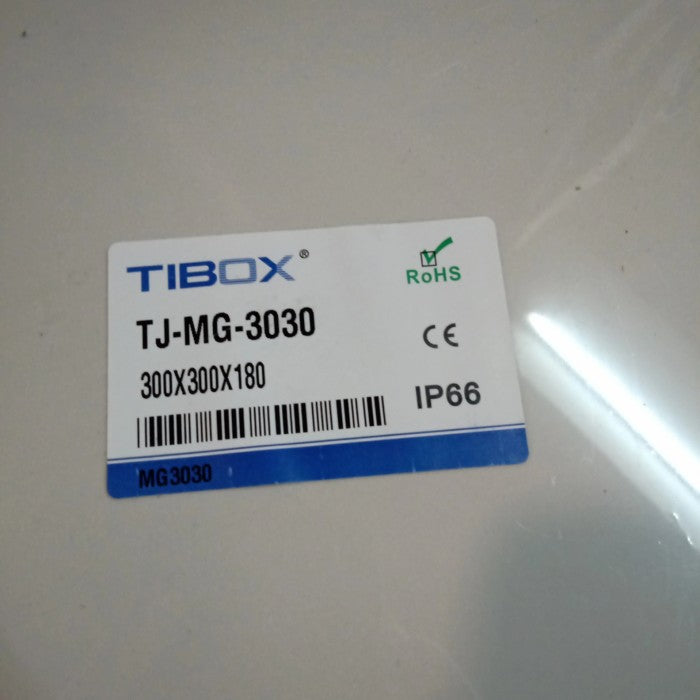 TIBOX®
RoHS
TJ-MG-3030
CE
300X300X180
IP66
MG3030